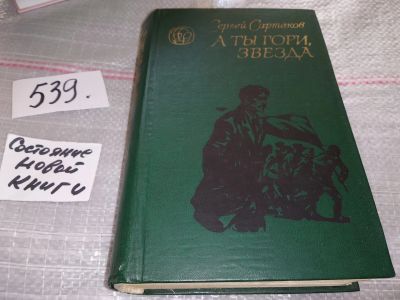 Сергей Сартаков
А ТЫ ГОРИ,
ЗВЕЗДА
539.
Состояние
новой
книги